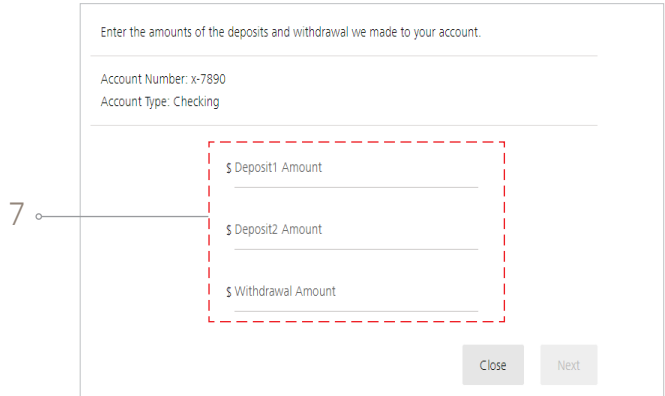 Enter the amounts of the deposits and withdrawal we made to your account.
Account Number: x-7890
Account Type: Checking
$ Deposit1 Amount
7
$ Deposit2 Amount
$ Withdrawal Amount
Close Next